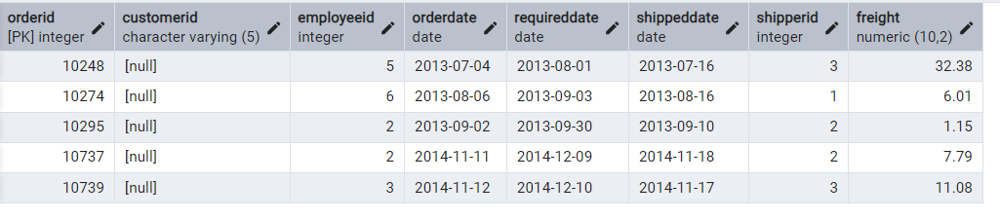 orderid customerid employeeid orderdate requireddate shippeddate shipperid freight
[PK] integer character varying (5) integer date date date integer numeric (10,2)
10248 [null] 5 2013-07-04 2013-08-01 2013-07-16 3 32.38
10274 [null] 6 2013-08-06 2013-09-03 2013-08-16 1 6.01
10295 [null] 2 2013-09-02 2013-09-30 2013-09-10 2 1.15
10737 [null] 2 2014-11-11 2014-12-09 2014-11-18 2 7.79
10739 [null] 3 2014-11-12 2014-12-10 2014-11-17 3 11.08